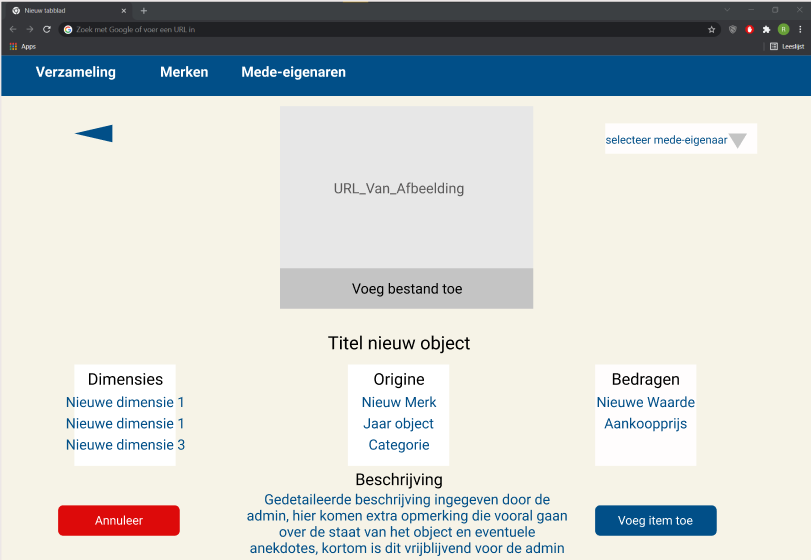 Nieuw tabblad
Zoek met Google of voer een URL in
R
Apps
Leeslijst
Verzameling Merken Mede-eigenaren
selecteer mede-eigenaar
URL_Van_Afbeelding
Voeg bestand toe
Titel nieuw object
Dimensies
Nieuwe dimensie 1
Nieuwe dimensie 1
Nieuwe dimensie 3
Origine
Nieuw Merk
Jaar object
Categorie
Bedragen
Nieuwe Waarde
Aankoopprijs
Beschrijving
Gedetaileerde beschrijving ingegeven door de
admin, hier komen extra opmerking die vooral gaan
over de staat van het object en eventuele
anekdotes, kortom is dit vrijblijvend voor de admin
Annuleer
Voeg item toe